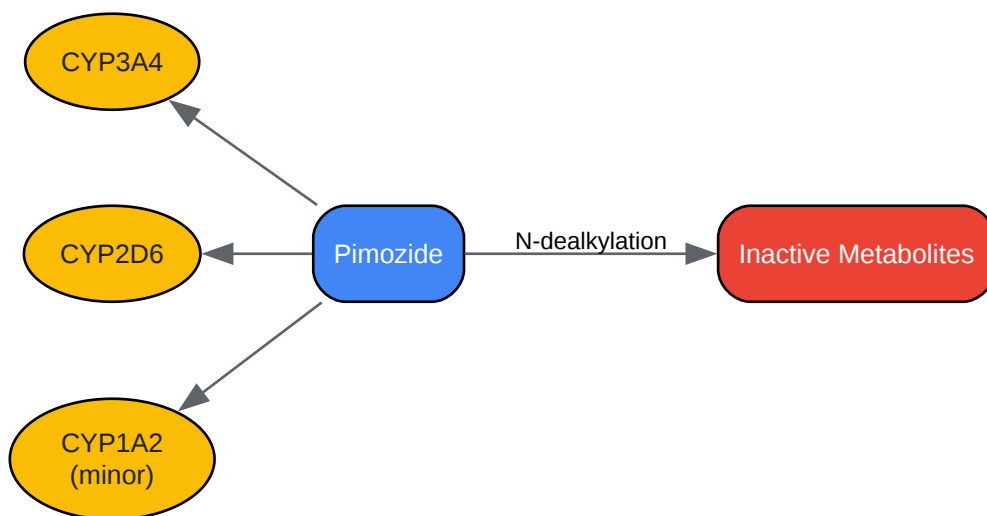 CYP3A4
CYP2D6
Pimozide
N-dealkylation
Inactive Metabolites
CYP1A2
(minor)